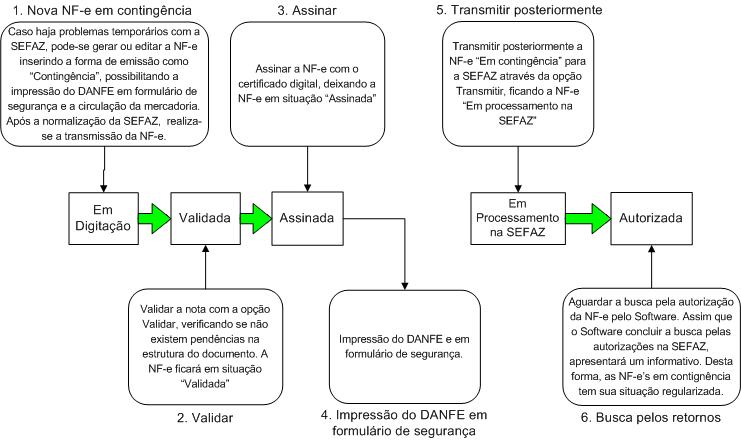 1. Nova NF-e em contingência
Caso haja problemas temporários com a
SEFAZ, pode-se gerar ou editar a NF-e
inserindo a forma de emissão como
“Contingência”, possibilitando a
impressão do DANFE em formulário de
segurança e a circulação da mercadoria.
Após a normalização da SEFAZ, realiza-
se a transmissão da NF-e.
3. Assinar
Assinar a NF-e com o
certificado digital, deixando a
NF-e em situação “Assinada”
5. Transmitir posteriormente
Transmitir posteriormente a
NF-e “Em contingência” para
a SEFAZ através da opção
Transmitir, ficando a NF-e
“Em processamento na
SEFAZ”
Em
Digitação
Validada
Assinada
Em
Processamento
na SEFAZ
Autorizada
Validar a nota com a opção
Validar, verificando se não
existem pendências na
estrutura do documento. A
NF-e ficará em situação
“Validada”
2. Validar
Impressão do DANFE e em
formulário de segurança.
4. Impressão do DANFE em
formulário de segurança
Aguardar a busca pela autorização
da NF-e pelo Software. Assim que
o Software concluir a busca pelas
autorizações na SEFAZ,
apresentará um informativo. Desta
forma, as NF-e’s em contignência
tem sua situação regularizada.
6. Busca pelos retornos